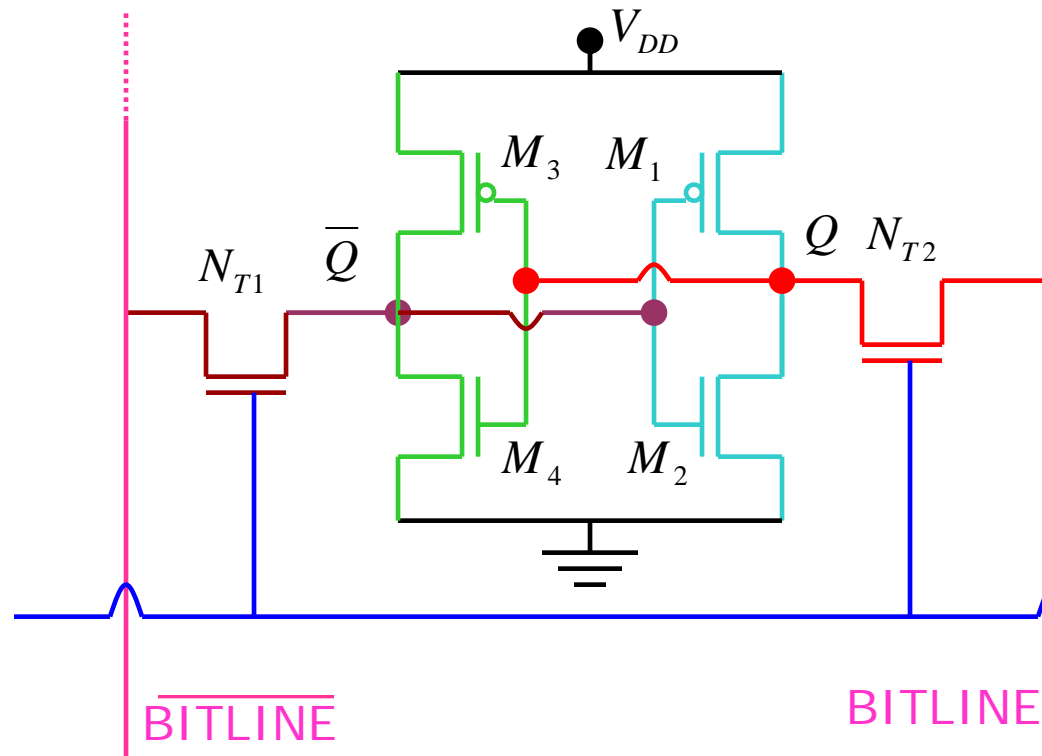 V_DD
M_3 M_1
N_T1 Q̅ Q N_T2
M_4 M_2
B̅I̅T̅L̅I̅N̅E̅ BITLINE